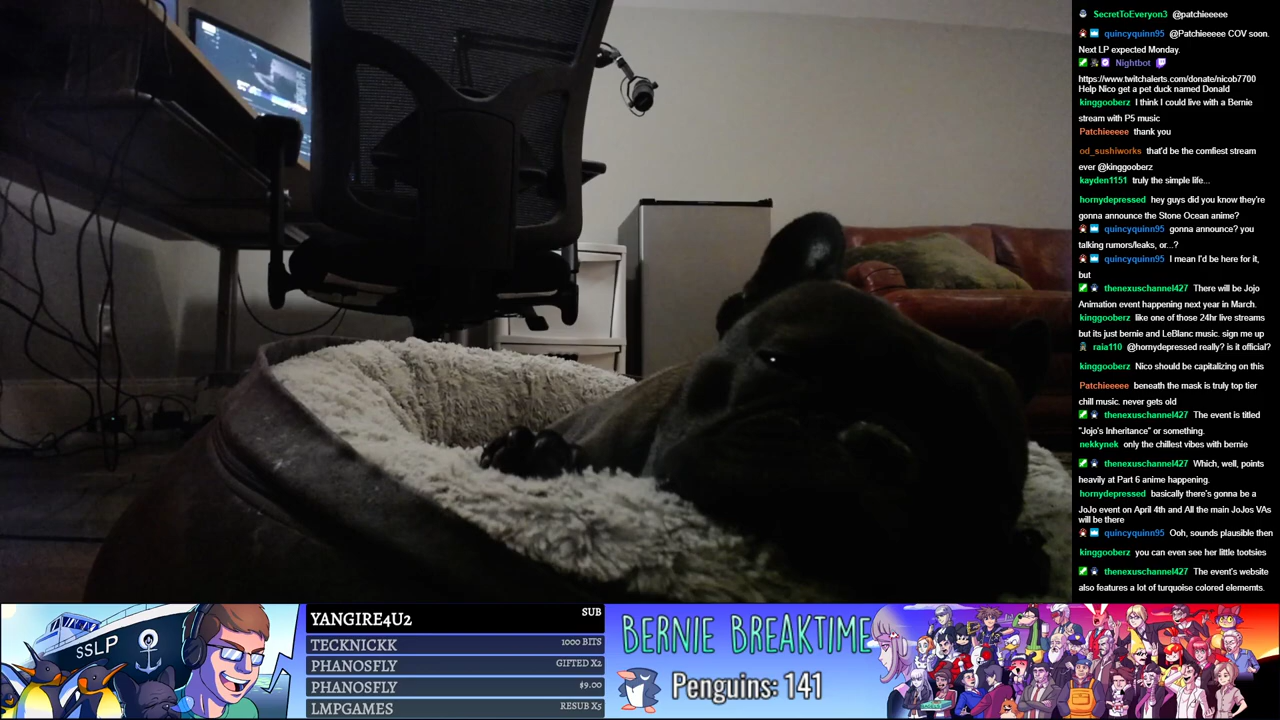 SecretToEveryon3 @patchieeeee
quincyquinn95 @Patchieeeee COV soon.
Next LP expected Monday.
Nightbot
https://www.twitchalerts.com/donate/nicob7700
Help Nico get a pet duck named Donald
kinggooberz I think I could live with a Bernie
stream with P5 music
Patchieeeee thank you
od_sushiworks that'd be the comfiest stream
ever @kinggooberz
kayden1151 truly the simple life...
hornydepressed hey guys did you know they're
gonna announce the Stone Ocean anime?
quincyquinn95 gonna announce? you
talking rumors/leaks, or...?
quincyquinn95 I mean I'd be here for it,
but
thenexuschannel427 There will be Jojo
Animation event happening next year in March.
kinggooberz like one of those 24hr live streams
but its just bernie and LeBlanc music. sign me up
raia110 @hornydepressed really? is it official?
kinggooberz Nico should be capitalizing on this
Patchieeeee beneath the mask is truly top tier
chill music. never gets old
thenexuschannel427 The event is titled
"Jojo's Inheritance" or something.
nekkynek only the chillest vibes with bernie
thenexuschannel427 Which, well, points
heavily at Part 6 anime happening.
hornydepressed basically there's gonna be a
JoJo event on April 4th and All the main JoJos VAs
will be there
quincyquinn95 Ooh, sounds plausible then
kinggooberz you can even see her little tootsies
thenexuschannel427 The event's website
also features a lot of turquoise colored elememts.
SSLP
YANGIRE4U2 SUB
TECKNICKK 1000 BITS
PHANOSFLY GIFTED X2
PHANOSFLY $9.00
LMPGAMES RESUB X5
BERNIE BREAKTIME
Penguins: 141